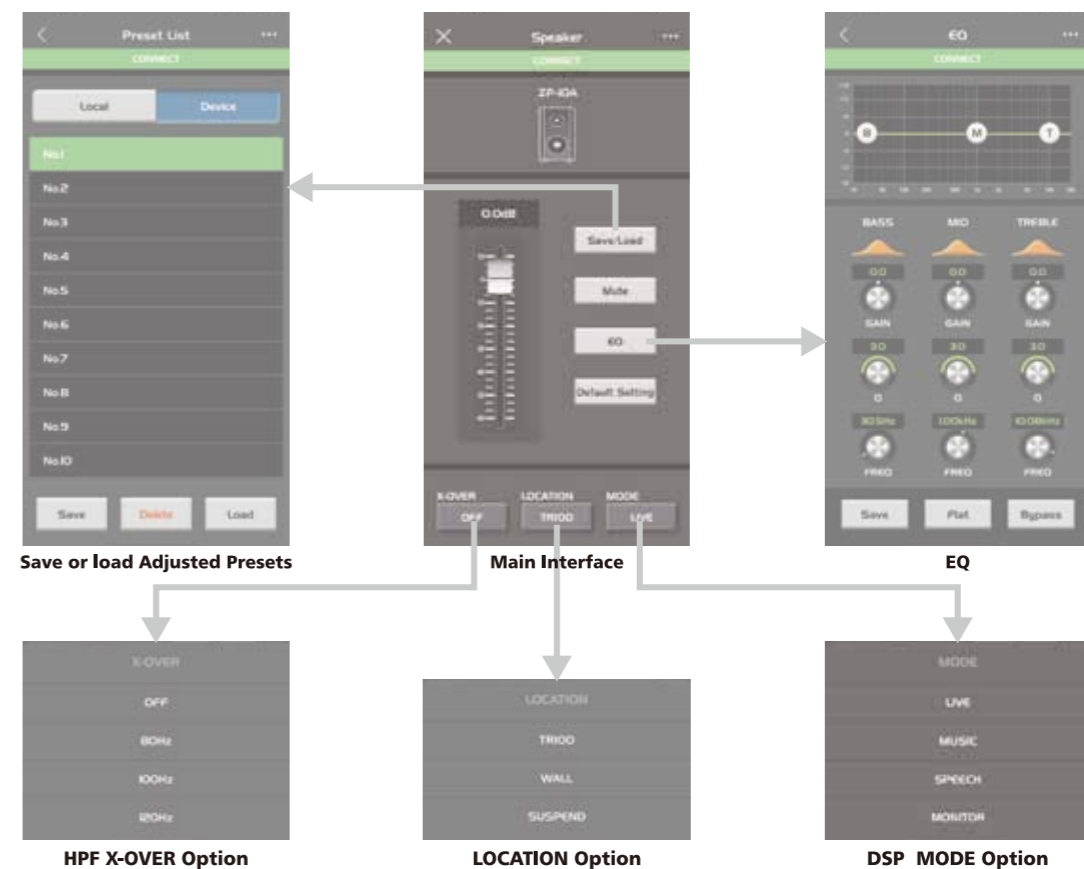 Preset List
CONNECT
Local
Device
No.1
No.2
No.3
No.4
No.5
No.6
No.7
No.8
No.9
No.10
Save
Delete
Load
Save or load Adjusted Presets
Speaker
CONNECT
ZP-10A
0.0dB
Save/Load
Mute
EQ
Default Setting
X-OVER
LOCATION
MODE
OFF
TRIOD
LIVE
Main Interface
EQ
CONNECT
B
M
T
BASS
MID
TREBLE
0.0
0.0
0.0
GAIN
GAIN
GAIN
3.0
3.0
3.0
Q
Q
Q
1.00kHz
FREQ
FREQ
FREQ
Save
Flat
Bypass
EQ
X-OVER
OFF
80Hz
100Hz
120Hz
HPF X-OVER Option
LOCATION
TRIOD
WALL
SUSPEND
LOCATION Option
MODE
LIVE
MUSIC
SPEECH
MONITOR
DSP MODE Option